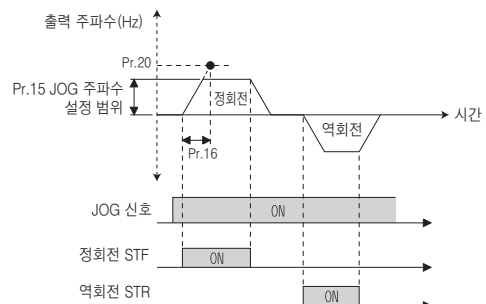 출력 주파수(Hz)
Pr.20
Pr.15 JOG 주파수
설정 범위
정회전
시간
역회전
Pr.16
JOG 신호
ON
정회전 STF
ON
역회전 STR
ON